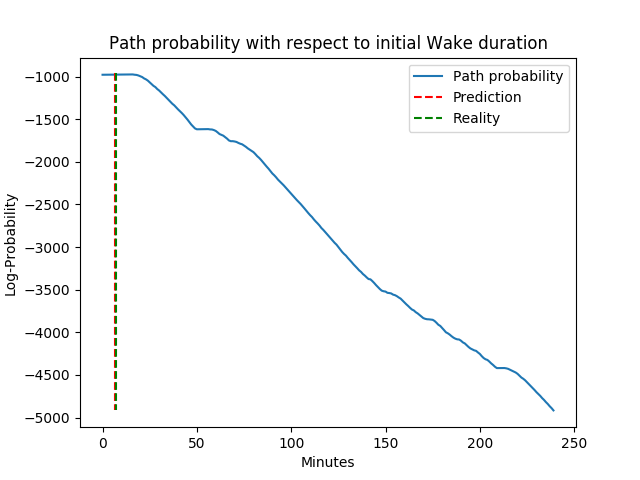 Path probability with respect to initial Wake duration
Path probability
Prediction
Reality
Log-Probability
−1000
−1500
−2000
−2500
−3000
−3500
−4000
−4500
−5000
0 50 100 150 200 250
Minutes